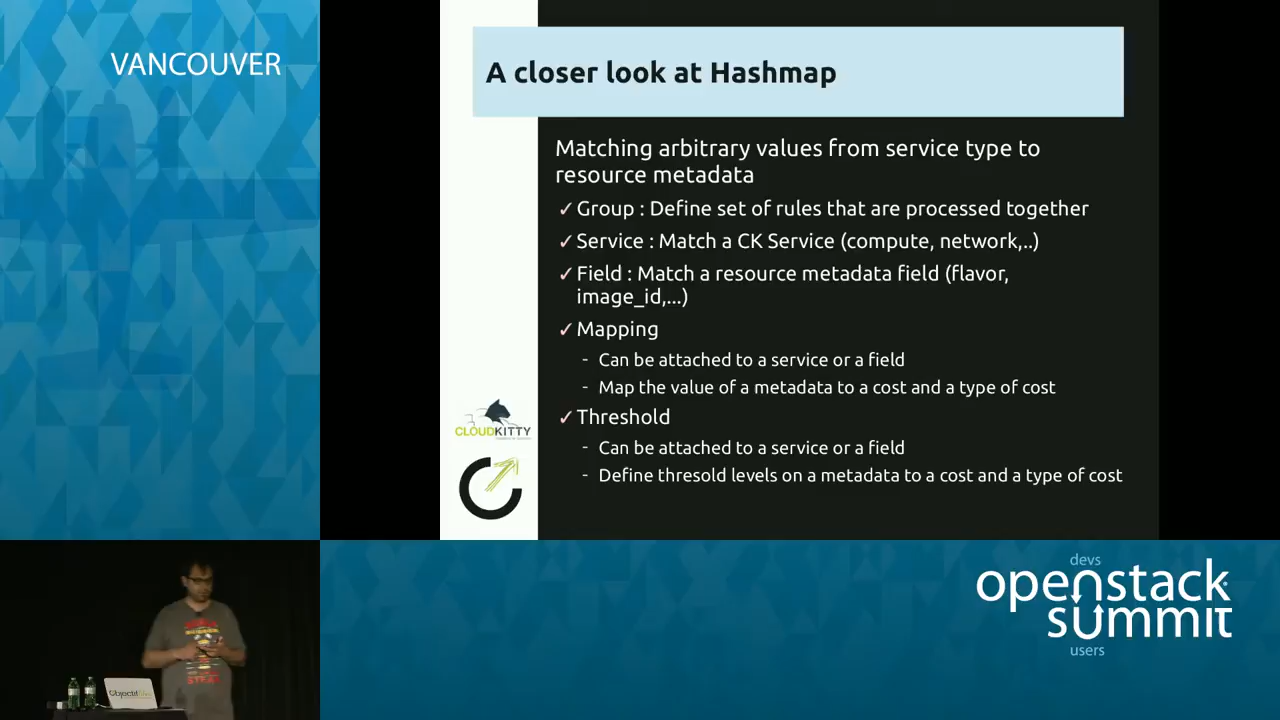 VANCOUVER
A closer look at Hashmap
Matching arbitrary values from service type to
resource metadata
✓Group : Define set of rules that are processed together
✓Service : Match a CK Service (compute, network,..)
✓Field : Match a resource metadata field (flavor,
image_id,...)
✓Mapping
- Can be attached to a service or a field
- Map the value of a metadata to a cost and a type of cost
✓Threshold
- Can be attached to a service or a field
- Define thresold levels on a metadata to a cost and a type of cost
CLOUDKITTY
Objectif
devs
openstack
summit
users